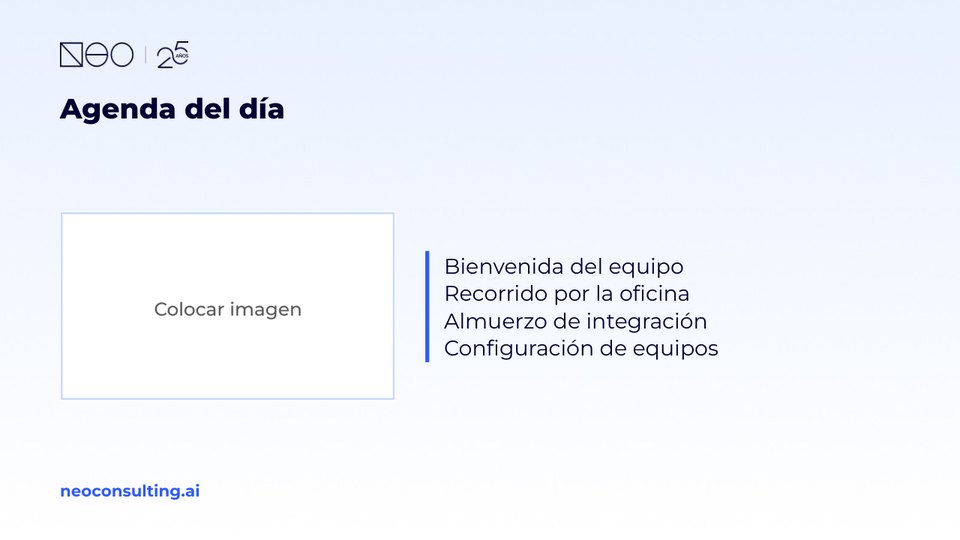 NEO | 25 AÑOS
Agenda del día
Colocar imagen
Bienvenida del equipo
Recorrido por la oficina
Almuerzo de integración
Configuración de equipos
neoconsulting.ai